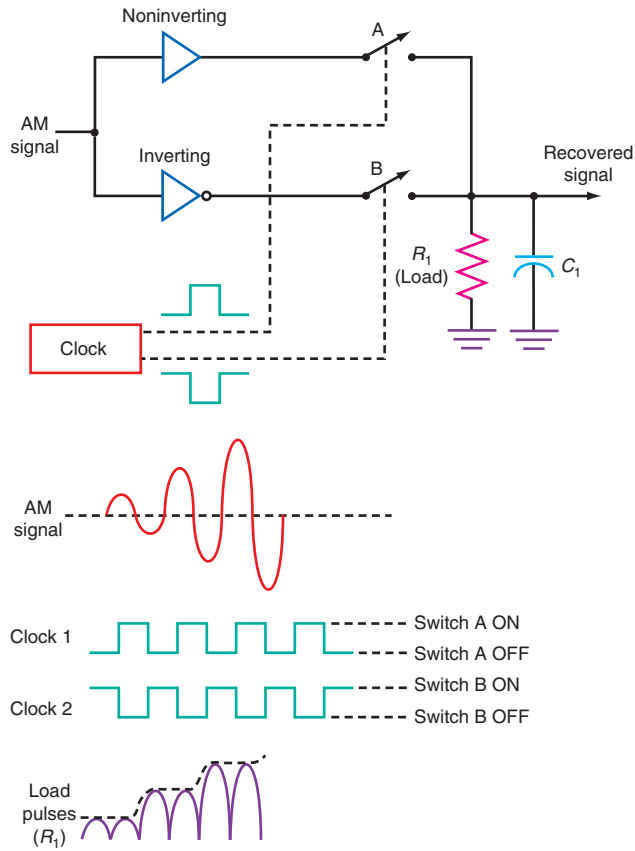 Noninverting
A
AM
signal
Inverting
B
Recovered
signal
R1
(Load)
C1
Clock
AM
signal
Clock 1
Switch A ON
Switch A OFF
Clock 2
Switch B ON
Switch B OFF
Load
pulses
(R1)